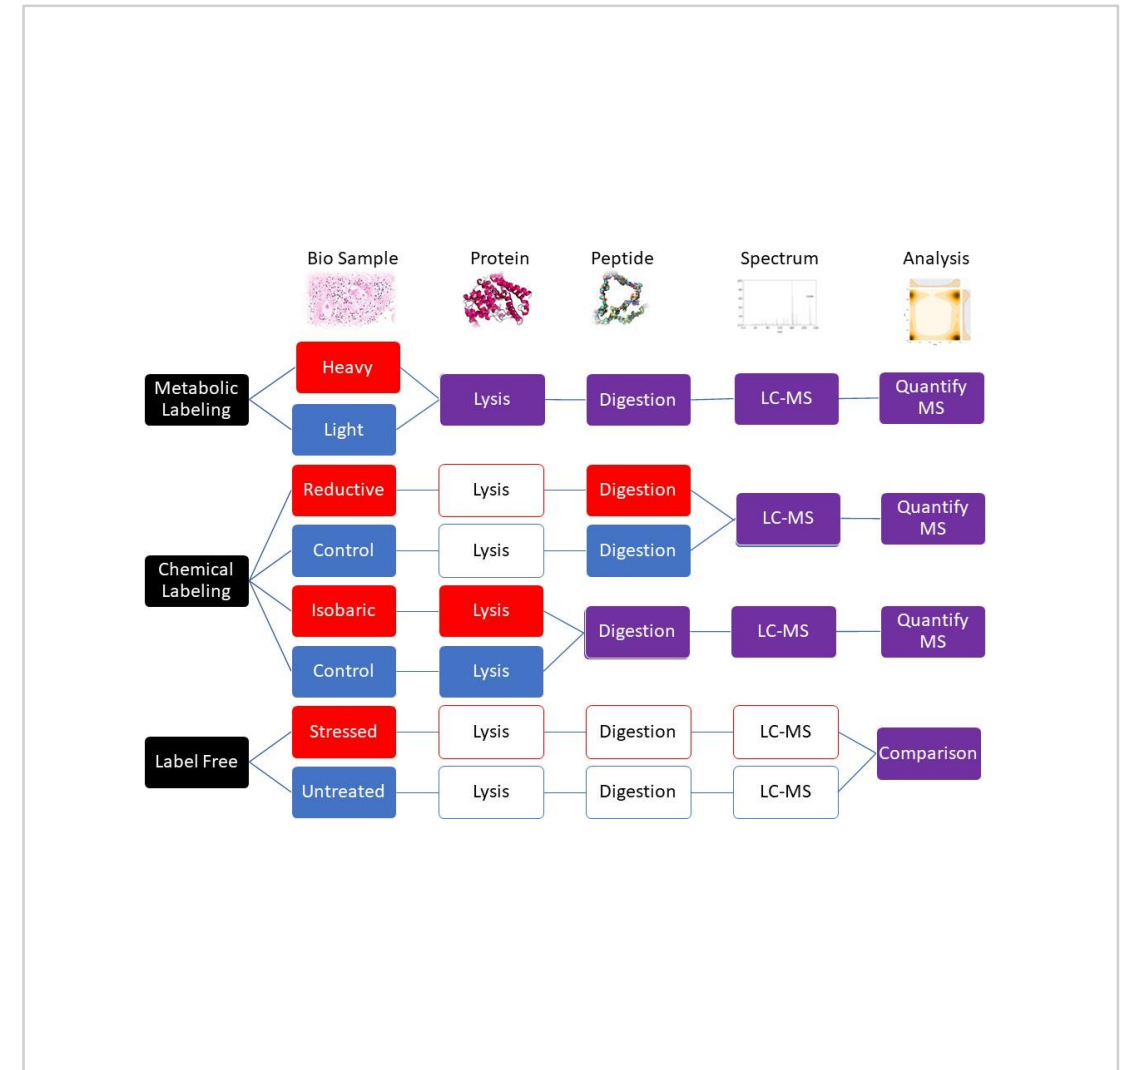 Bio Sample
Protein
Peptide
Spectrum
Analysis
Metabolic
Labeling
Heavy
Light
Lysis
Digestion
LC-MS
Quantify
MS
Chemical
Labeling
Reductive
Lysis
Digestion
Control
Lysis
Digestion
LC-MS
Quantify
MS
Isobaric
Lysis
Control
Lysis
Digestion
LC-MS
Quantify
MS
Label Free
Stressed
Lysis
Digestion
LC-MS
Untreated
Lysis
Digestion
LC-MS
Comparison